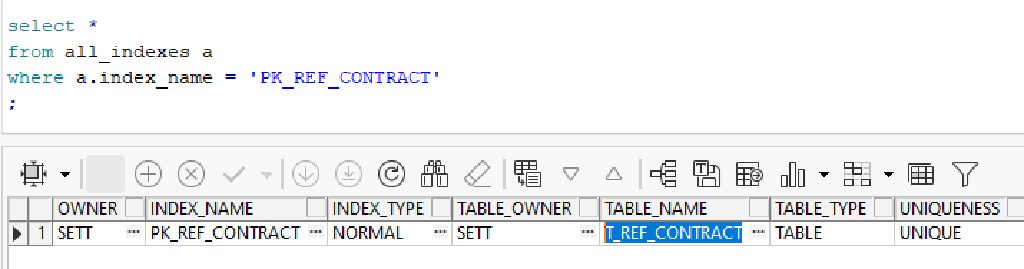 select *
from all_indexes a
where a.index_name = 'PK_REF_CONTRACT'
;
OWNER INDEX_NAME INDEX_TYPE TABLE_OWNER TABLE_NAME TABLE_TYPE UNIQUENESS
1 SETT ... PK_REF_CONTRACT ... NORMAL ... SETT ... T_REF_CONTRACT ... TABLE UNIQUE